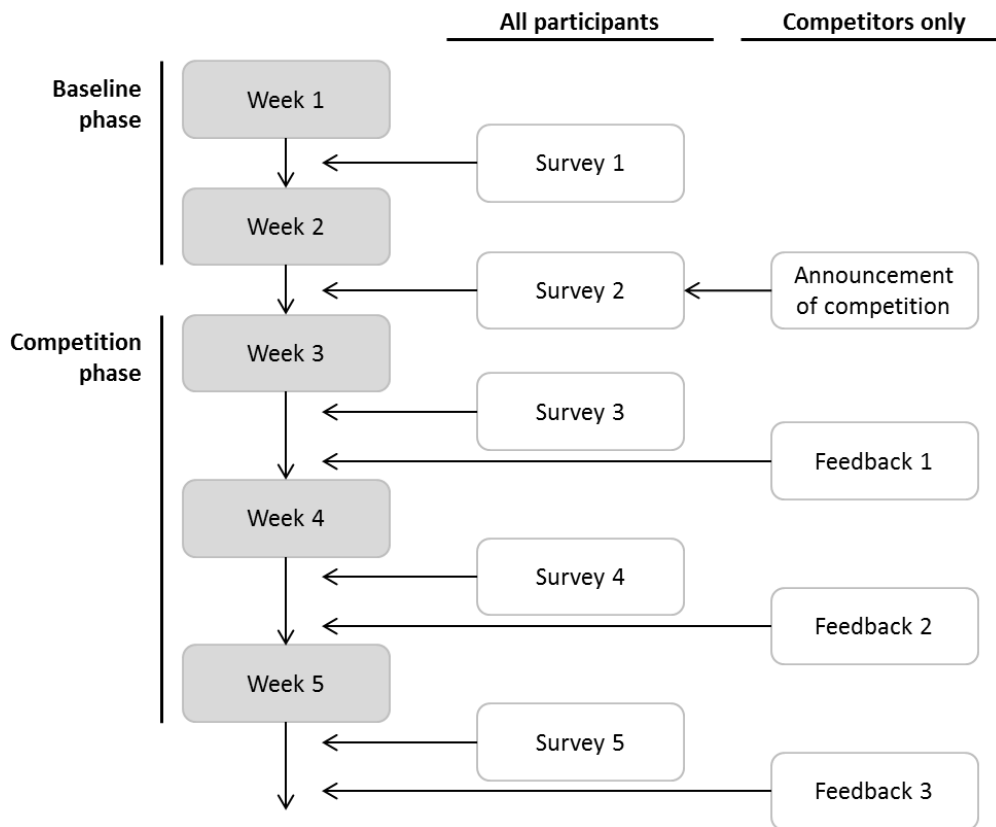 All participants
Competitors only
Baseline
phase
Week 1
Survey 1
Week 2
Survey 2
Announcement
of competition
Competition
phase
Week 3
Survey 3
Feedback 1
Week 4
Survey 4
Feedback 2
Week 5
Survey 5
Feedback 3